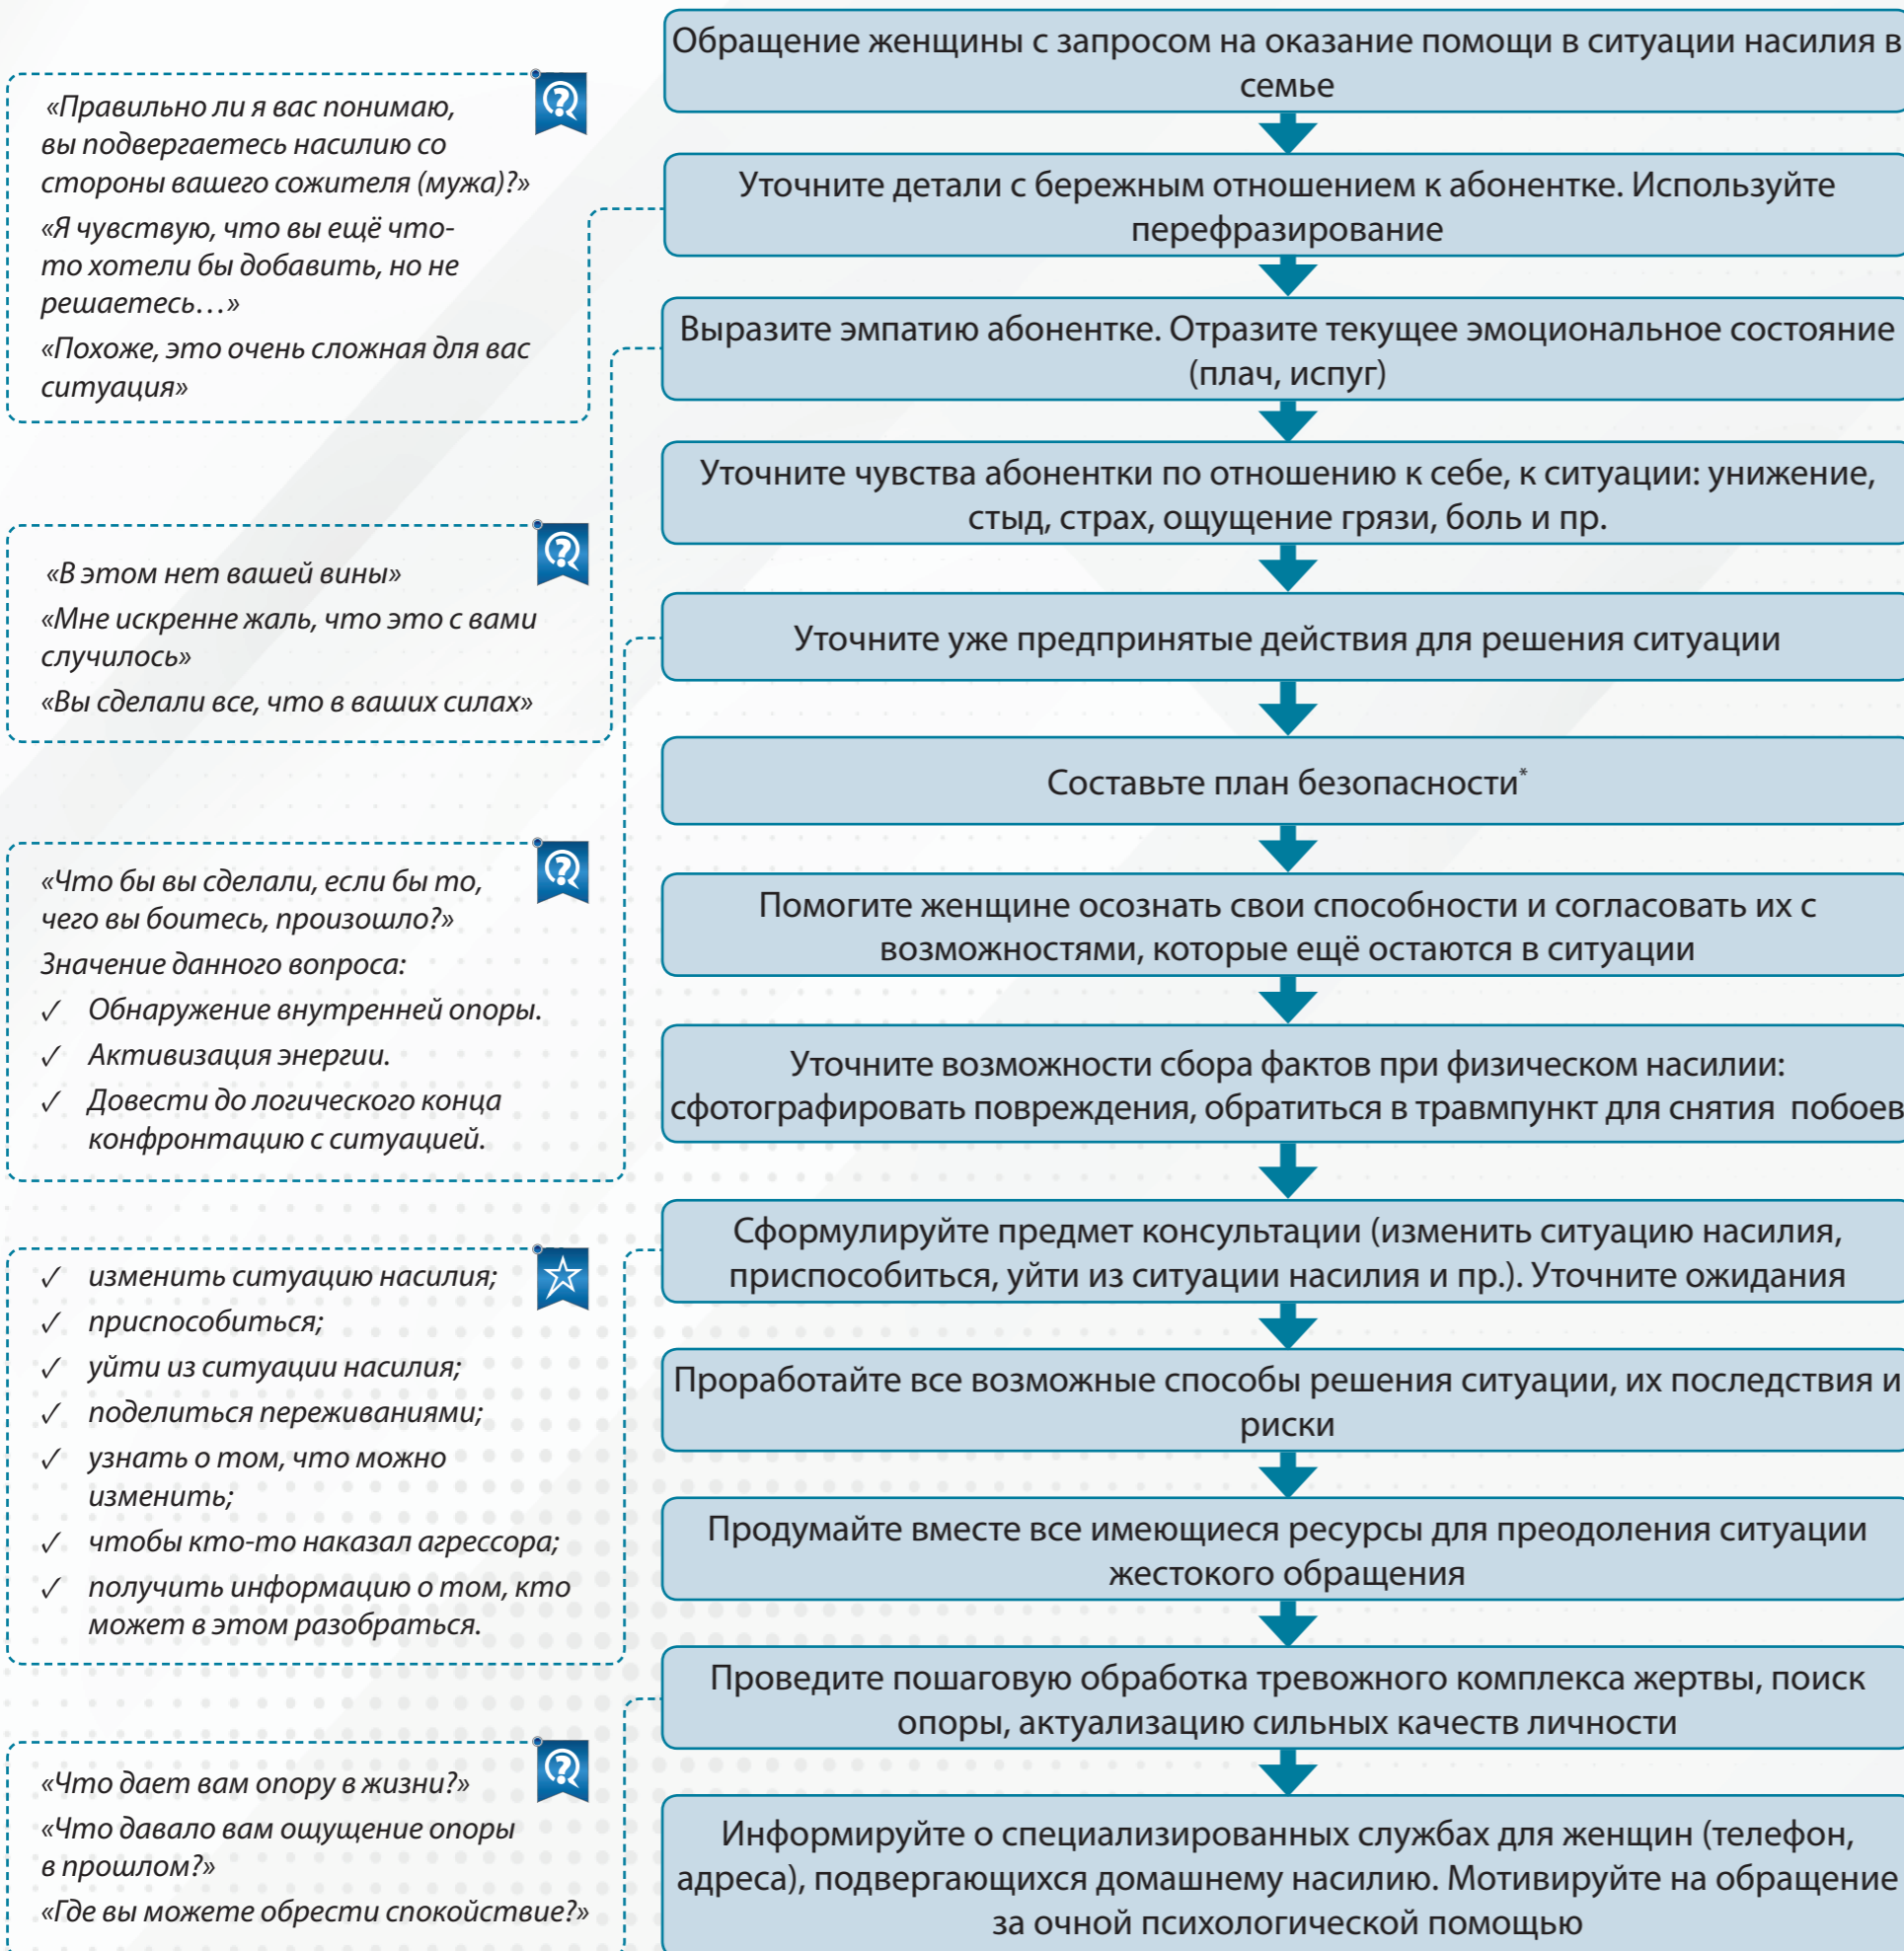 Обращение женщины с запросом на оказание помощи в ситуации насилия в
семье
«Правильно ли я вас понимаю,
вы подвергаетесь насилию со
стороны вашего сожителя (мужа)?»
«Я чувствую, что вы ещё что-
то хотели бы добавить, но не
решаетесь…»
«Похоже, это очень сложная для вас
ситуация»
Уточните детали с бережным отношением к абонентке. Используйте
перефразирование
Выразите эмпатию абонентке. Отразите текущее эмоциональное состояние
(плач, испуг)
Уточните чувства абонентки по отношению к себе, к ситуации: унижение,
стыд, страх, ощущение грязи, боль и пр.
«В этом нет вашей вины»
«Мне искренне жаль, что это с вами
случилось»
«Вы сделали все, что в ваших силах»
Уточните уже предпринятые действия для решения ситуации
Составьте план безопасности*
«Что бы вы сделали, если бы то,
чего вы боитесь, произошло?»
Значение данного вопроса:
✓ Обнаружение внутренней опоры.
✓ Активизация энергии.
✓ Довести до логического конца
конфронтацию с ситуацией.
Помогите женщине осознать свои способности и согласовать их с
возможностями, которые ещё остаются в ситуации
Уточните возможности сбора фактов при физическом насилии:
сфотографировать повреждения, обратиться в травмпункт для снятия побоев
Сформулируйте предмет консультации (изменить ситуацию насилия,
приспособиться, уйти из ситуации насилия и пр.). Уточните ожидания
✓ изменить ситуацию насилия;
✓ приспособиться;
✓ уйти из ситуации насилия;
✓ поделиться переживаниями;
✓ узнать о том, что можно
изменить;
✓ чтобы кто-то наказал агрессора;
✓ получить информацию о том, кто
может в этом разобраться.
Проработайте все возможные способы решения ситуации, их последствия и
риски
Продумайте вместе все имеющиеся ресурсы для преодоления ситуации
жестокого обращения
Проведите пошаговую обработка тревожного комплекса жертвы, поиск
опоры, актуализацию сильных качеств личности
«Что дает вам опору в жизни?»
«Что давало вам ощущение опоры
в прошлом?»
«Где вы можете обрести спокойствие?»
Информируйте о специализированных службах для женщин (телефон,
адреса), подвергающихся домашнему насилию. Мотивируйте на обращение
за очной психологической помощью